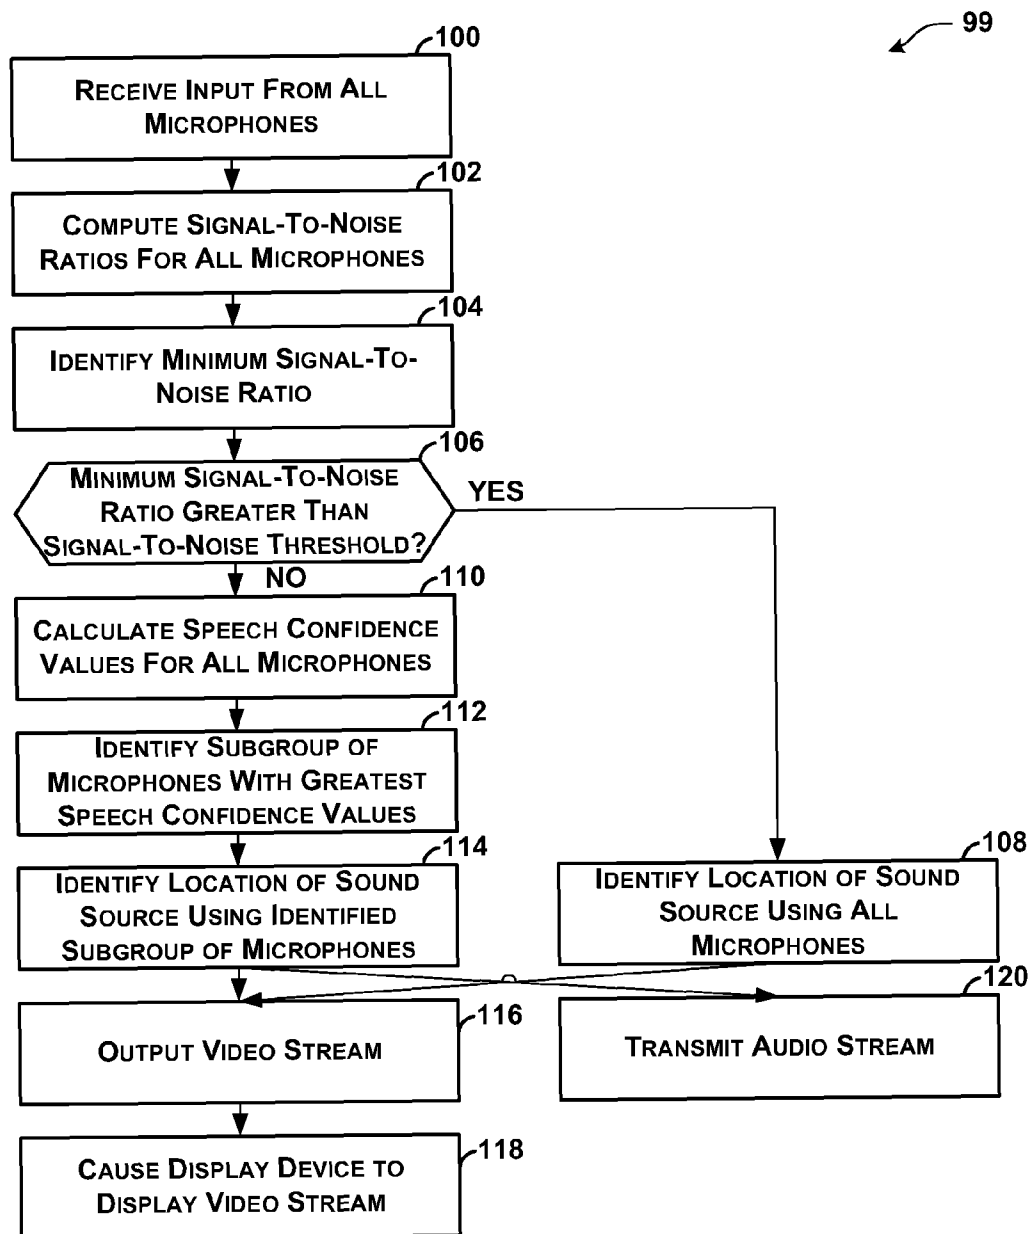 99
100
RECEIVE INPUT FROM ALL
MICROPHONES
102
COMPUTE SIGNAL-TO-NOISE
RATIOS FOR ALL MICROPHONES
104
IDENTIFY MINIMUM SIGNAL-TO-
NOISE RATIO
106
MINIMUM SIGNAL-TO-NOISE
RATIO GREATER THAN
SIGNAL-TO-NOISE THRESHOLD?
YES
NO
110
CALCULATE SPEECH CONFIDENCE
VALUES FOR ALL MICROPHONES
112
IDENTIFY SUBGROUP OF
MICROPHONES WITH GREATEST
SPEECH CONFIDENCE VALUES
114
IDENTIFY LOCATION OF SOUND
SOURCE USING IDENTIFIED
SUBGROUP OF MICROPHONES
108
IDENTIFY LOCATION OF SOUND
SOURCE USING ALL
MICROPHONES
116
OUTPUT VIDEO STREAM
120
TRANSMIT AUDIO STREAM
118
CAUSE DISPLAY DEVICE TO
DISPLAY VIDEO STREAM